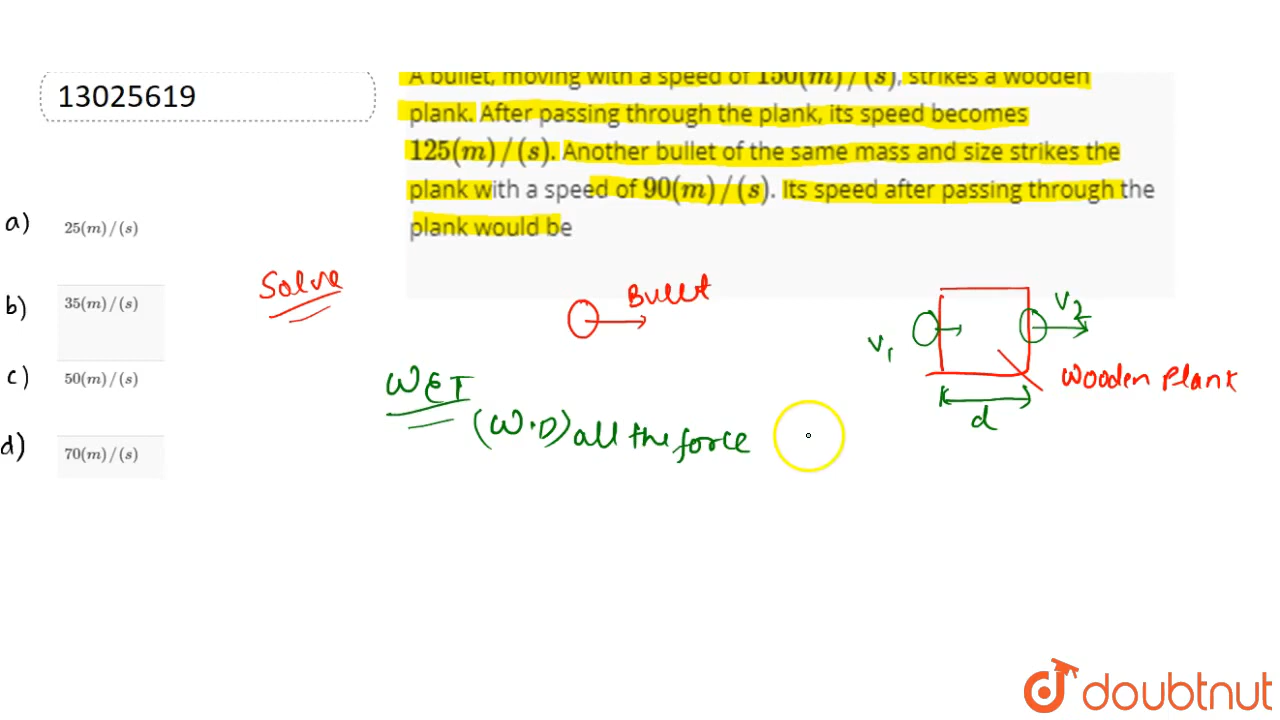 13025619
A bullet, moving with a speed of 150(m)/(s), strikes a wooden
plank. After passing through the plank, its speed becomes
125(m)/(s). Another bullet of the same mass and size strikes the
plank with a speed of 90(m)/(s). Its speed after passing through the
plank would be
a) 25(m)/(s)
b) 35(m)/(s)
c) 50(m)/(s)
d) 70(m)/(s)
Solve
Bullet
V₁
V₂
Wooden Plank
d
WET
(W.D) all the force
doubtnut